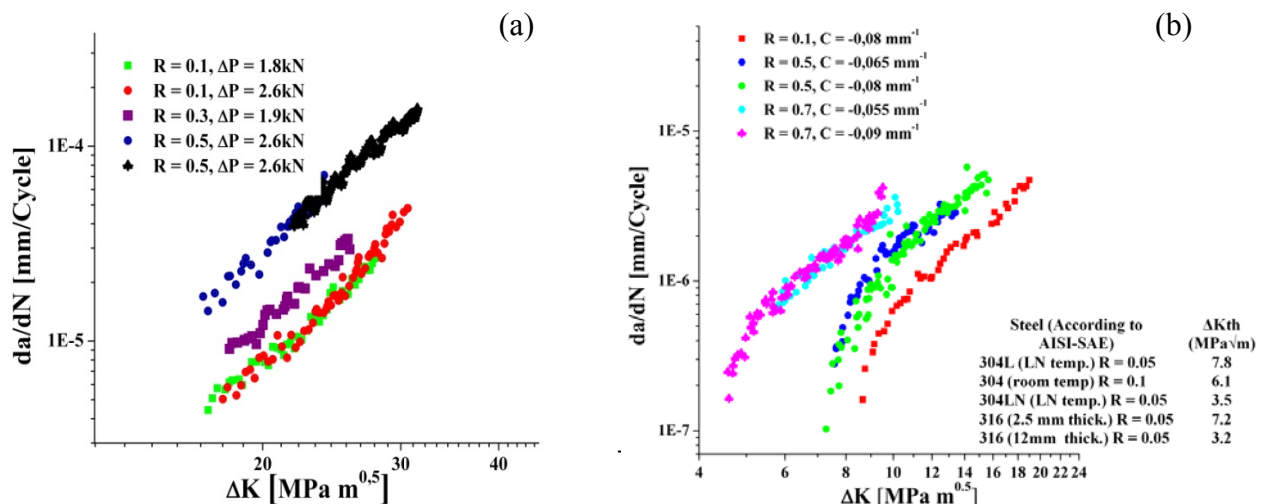 (a)
R = 0.1, ΔP = 1.8kN
R = 0.1, ΔP = 2.6kN
R = 0.3, ΔP = 1.9kN
R = 0.5, ΔP = 2.6kN
R = 0.5, ΔP = 2.6kN
da/dN [mm/Cycle]
1E-4
1E-5
20
30
ΔK [MPa m^0,5]
(b)
R = 0.1, C = -0,08 mm^-1
R = 0.5, C = -0,065 mm^-1
R = 0.5, C = -0,08 mm^-1
R = 0.7, C = -0,055 mm^-1
R = 0.7, C = -0,09 mm^-1
da/dN [mm/Cycle]
1E-5
1E-6
1E-7
Steel (According to AISI-SAE) ΔKth (MPa√m)
304L (LN temp.) R = 0.05 7.8
304 (room temp) R = 0.1 6.1
304LN (LN temp.) R = 0.05 3.5
316 (2.5 mm thick.) R = 0.05 7.2
316 (12mm thick.) R = 0.05 3.2
4 6 8 10 12 14 16 18 20 22 24
ΔK [MPa m^0.5]